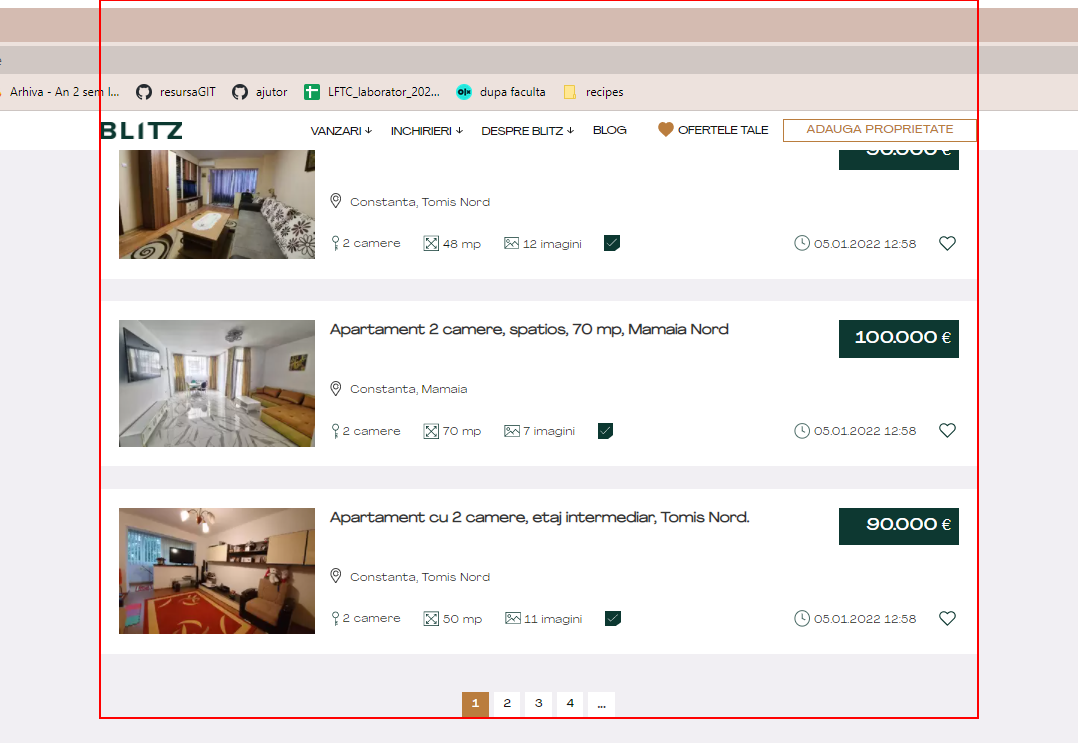 Arhiva - An 2 sem I... resursaGIT ajutor LFTC_laborator_202... dupa faculta recipes
BLITZ VANZARI INCHIRIERI DESPRE BLITZ BLOG OFERTELE TALE ADAUGA PROPRIETATE
Constanta, Tomis Nord
2 camere 48 mp 12 imagini 05.01.2022 12:58
Apartament 2 camere, spatios, 70 mp, Mamaia Nord 100.000 €
Constanta, Mamaia
2 camere 70 mp 7 imagini 05.01.2022 12:58
Apartament cu 2 camere, etaj intermediar, Tomis Nord. 90.000 €
Constanta, Tomis Nord
2 camere 50 mp 11 imagini 05.01.2022 12:58
1 2 3 4 ...